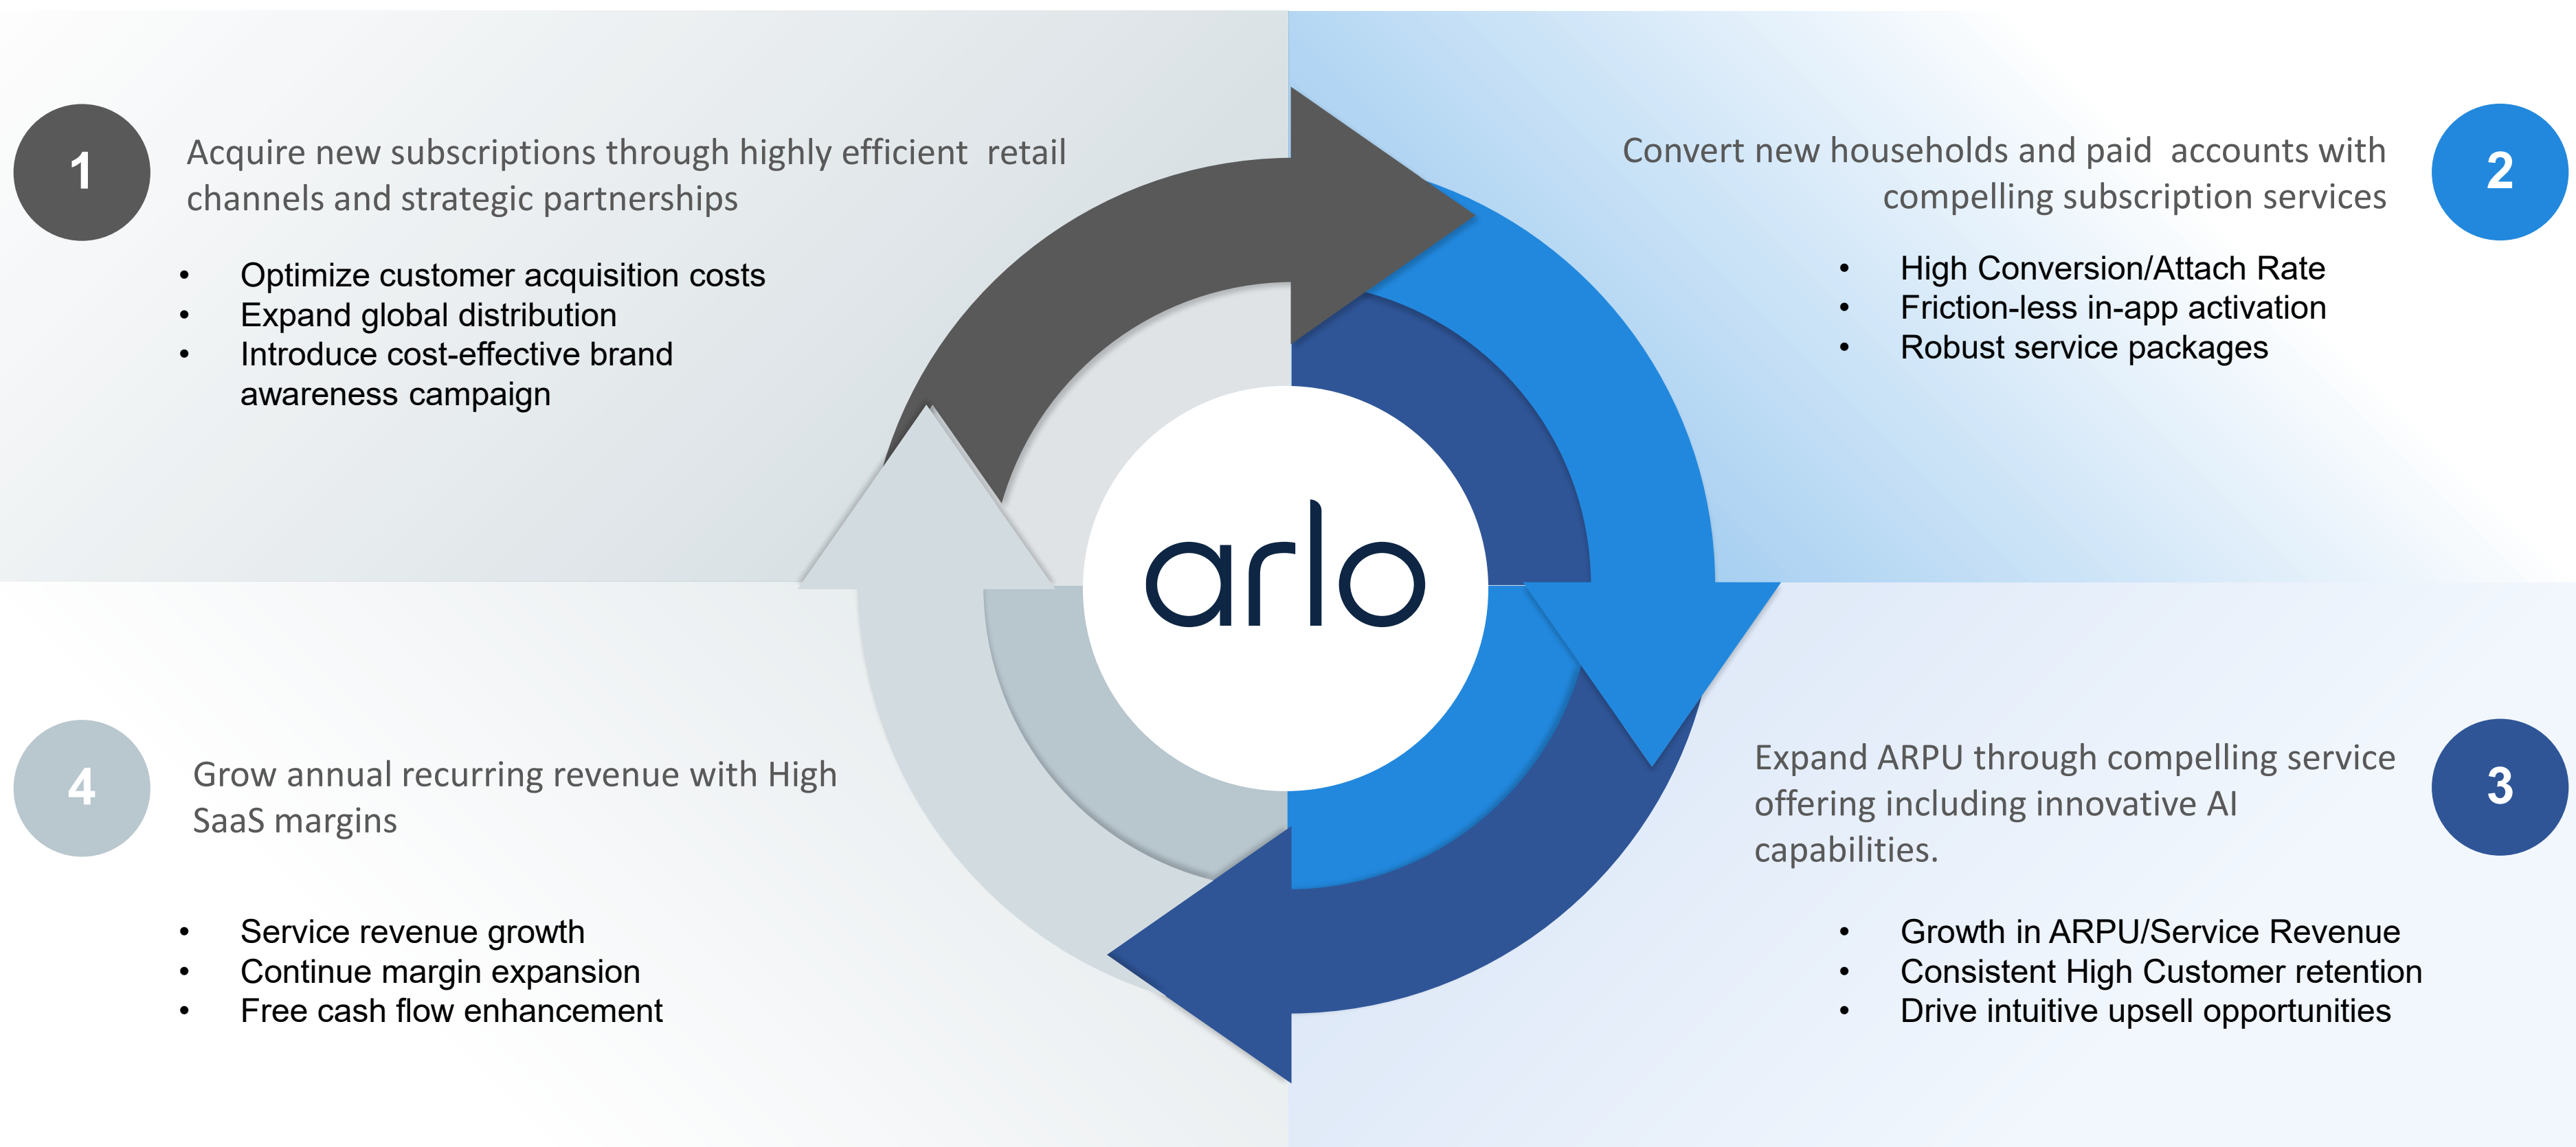 1
Acquire new subscriptions through highly efficient retail
channels and strategic partnerships
• Optimize customer acquisition costs
• Expand global distribution
• Introduce cost-effective brand
awareness campaign
2
Convert new households and paid accounts with
compelling subscription services
• High Conversion/Attach Rate
• Friction-less in-app activation
• Robust service packages
arlo
3
Expand ARPU through compelling service
offering including innovative AI
capabilities.
• Growth in ARPU/Service Revenue
• Consistent High Customer retention
• Drive intuitive upsell opportunities
4
Grow annual recurring revenue with High
SaaS margins
• Service revenue growth
• Continue margin expansion
• Free cash flow enhancement